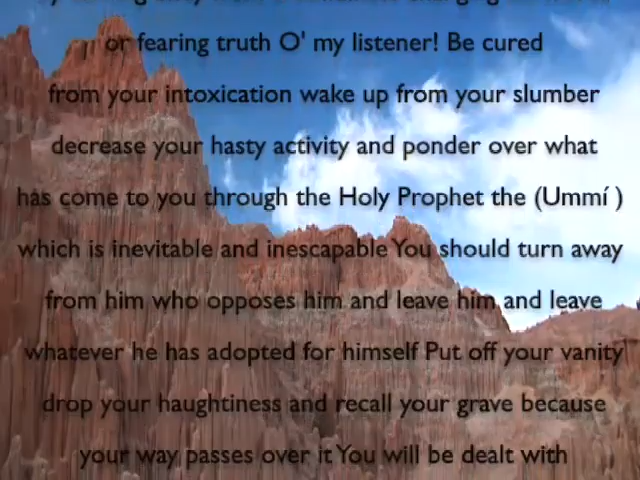 or fearing truth O' my listener! Be cured
from your intoxication wake up from your slumber
decrease your hasty activity and ponder over what
has come to you through the Holy Prophet the (Ummí )
which is inevitable and inescapable You should turn away
from him who opposes him and leave him and leave
whatever he has adopted for himself Put off your vanity
drop your haughtiness and recall your grave because
your way passes over it You will be dealt with